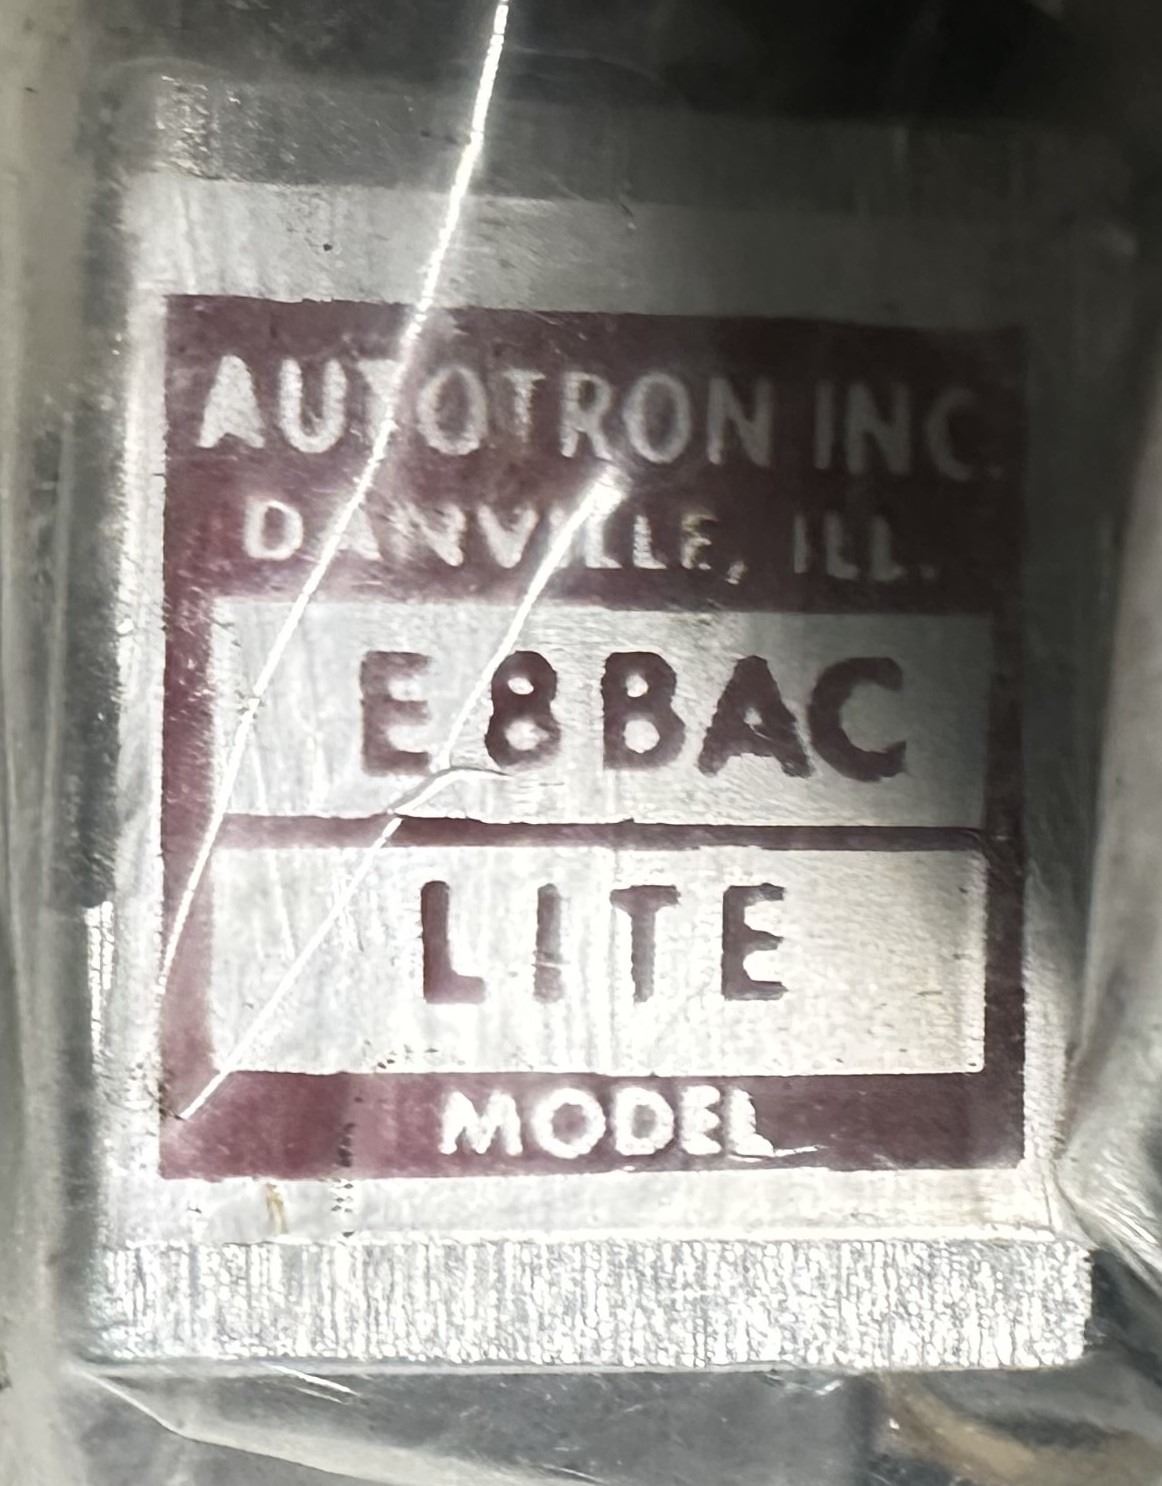 AUTOTRON INC.
DANVILLE, ILL.
E8BAC
LITE
MODEL